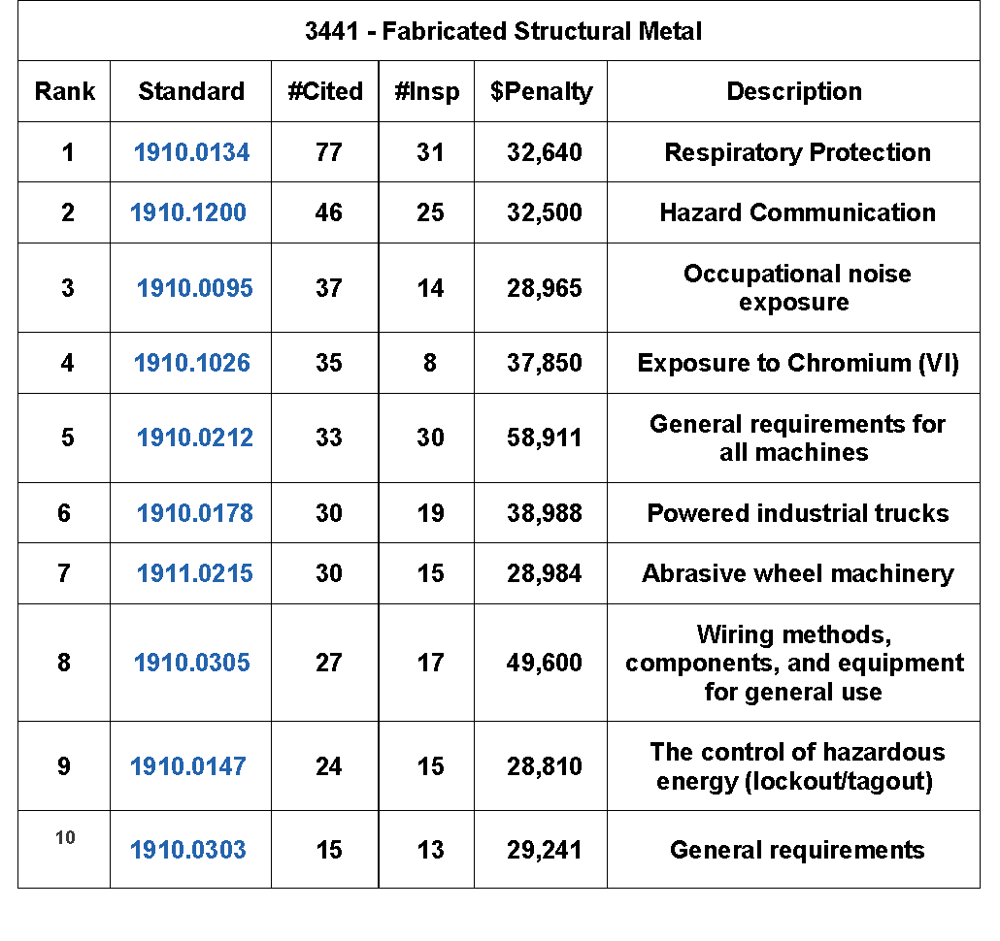 3441 - Fabricated Structural Metal
Rank Standard #Cited #Insp $Penalty Description
1 1910.0134 77 31 32,640 Respiratory Protection
2 1910.1200 46 25 32,500 Hazard Communication
3 1910.0095 37 14 28,965 Occupational noise
exposure
4 1910.1026 35 8 37,850 Exposure to Chromium (VI)
5 1910.0212 33 30 58,911 General requirements for
all machines
6 1910.0178 30 19 38,988 Powered industrial trucks
7 1911.0215 30 15 28,984 Abrasive wheel machinery
8 1910.0305 27 17 49,600 Wiring methods,
components, and equipment
for general use
9 1910.0147 24 15 28,810 The control of hazardous
energy (lockout/tagout)
10 1910.0303 15 13 29,241 General requirements